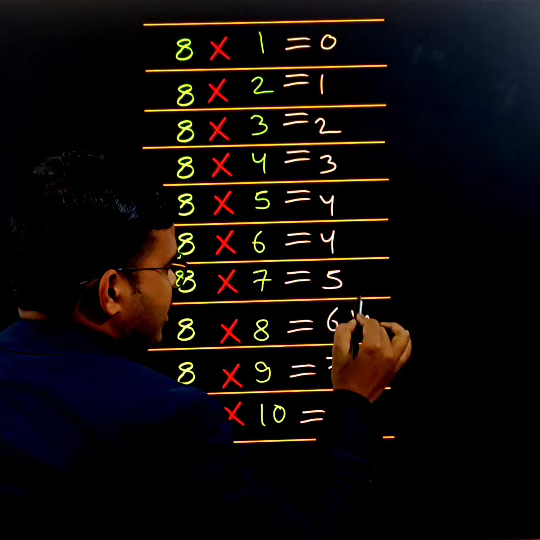 8 × 1 = 0
8 × 2 = 1
8 × 3 = 2
8 × 4 = 3
8 × 5 = 4
8 × 6 = 4
8 × 7 = 5
8 × 8 = 6
8 × 9 =
× 10 =